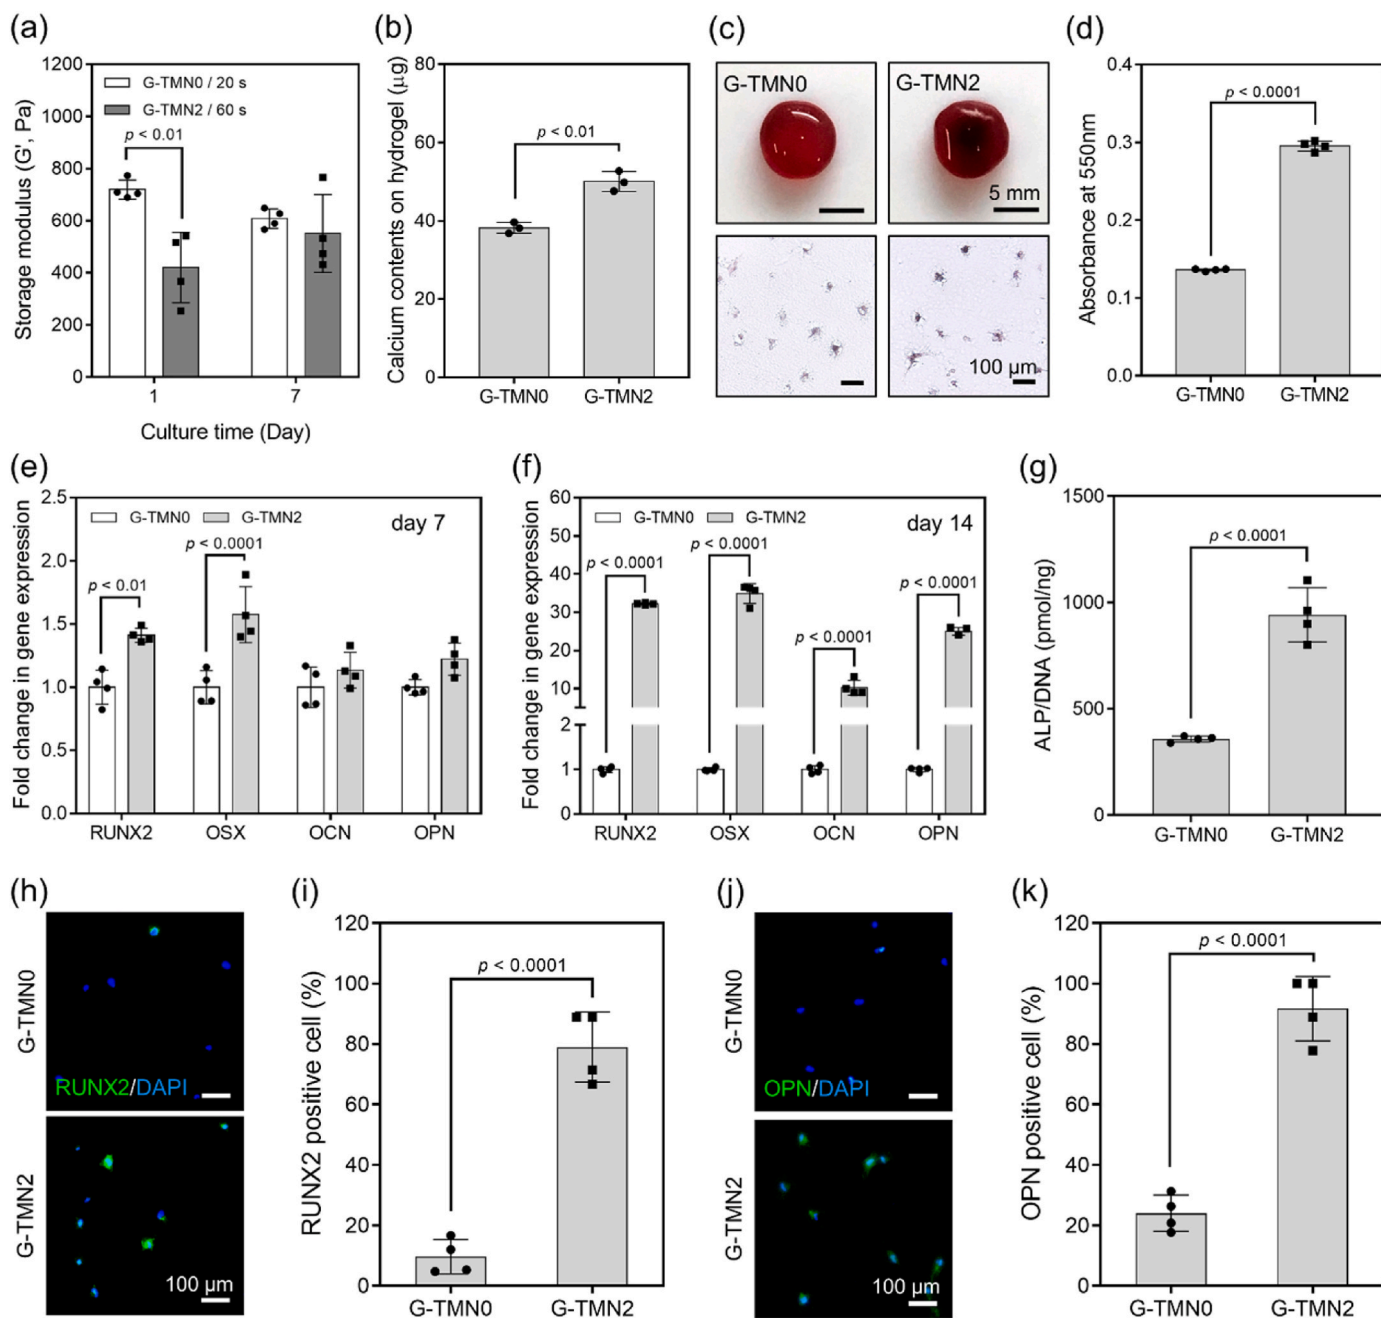 (a)
Storage modulus (G', Pa)
1200
1000
800
600
400
200
0
G-TMN0 / 20 s
G-TMN2 / 60 s
p < 0.01
1
7
Culture time (Day)
(b)
Calcium contents on hydrogel (μg)
80
60
40
20
0
p < 0.01
G-TMN0
G-TMN2
(c)
G-TMN0
G-TMN2
5 mm
100 μm
(d)
Absorbance at 550nm
0.4
0.3
0.2
0.1
0.0
p < 0.0001
G-TMN0
G-TMN2
(e)
Fold change in gene expression
2.5
2.0
1.5
1.0
0.5
0.0
G-TMN0
G-TMN2
day 7
p < 0.01
p < 0.0001
RUNX2
OSX
OCN
OPN
(f)
Fold change in gene expression
60
50
40
30
20
10
2
1
0
G-TMN0
G-TMN2
day 14
p < 0.0001
p < 0.0001
p < 0.0001
p < 0.0001
RUNX2
OSX
OCN
OPN
(g)
ALP/DNA (pmol/ng)
1500
1000
500
0
p < 0.0001
G-TMN0
G-TMN2
(h)
G-TMN0
RUNX2/DAPI
G-TMN2
100 μm
(i)
RUNX2 positive cell (%)
120
100
80
60
40
20
0
p < 0.0001
G-TMN0
G-TMN2
(j)
G-TMN0
OPN/DAPI
G-TMN2
100 μm
(k)
OPN positive cell (%)
120
100
80
60
40
20
0
p < 0.0001
G-TMN0
G-TMN2